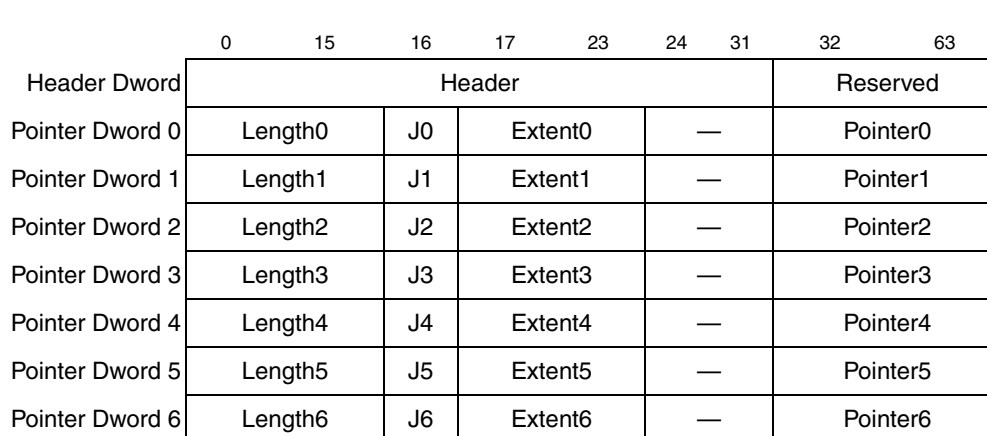 0 15 16 17 23 24 31 32 63
Header Dword Header Reserved
Pointer Dword 0 Length0 J0 Extent0 — Pointer0
Pointer Dword 1 Length1 J1 Extent1 — Pointer1
Pointer Dword 2 Length2 J2 Extent2 — Pointer2
Pointer Dword 3 Length3 J3 Extent3 — Pointer3
Pointer Dword 4 Length4 J4 Extent4 — Pointer4
Pointer Dword 5 Length5 J5 Extent5 — Pointer5
Pointer Dword 6 Length6 J6 Extent6 — Pointer6